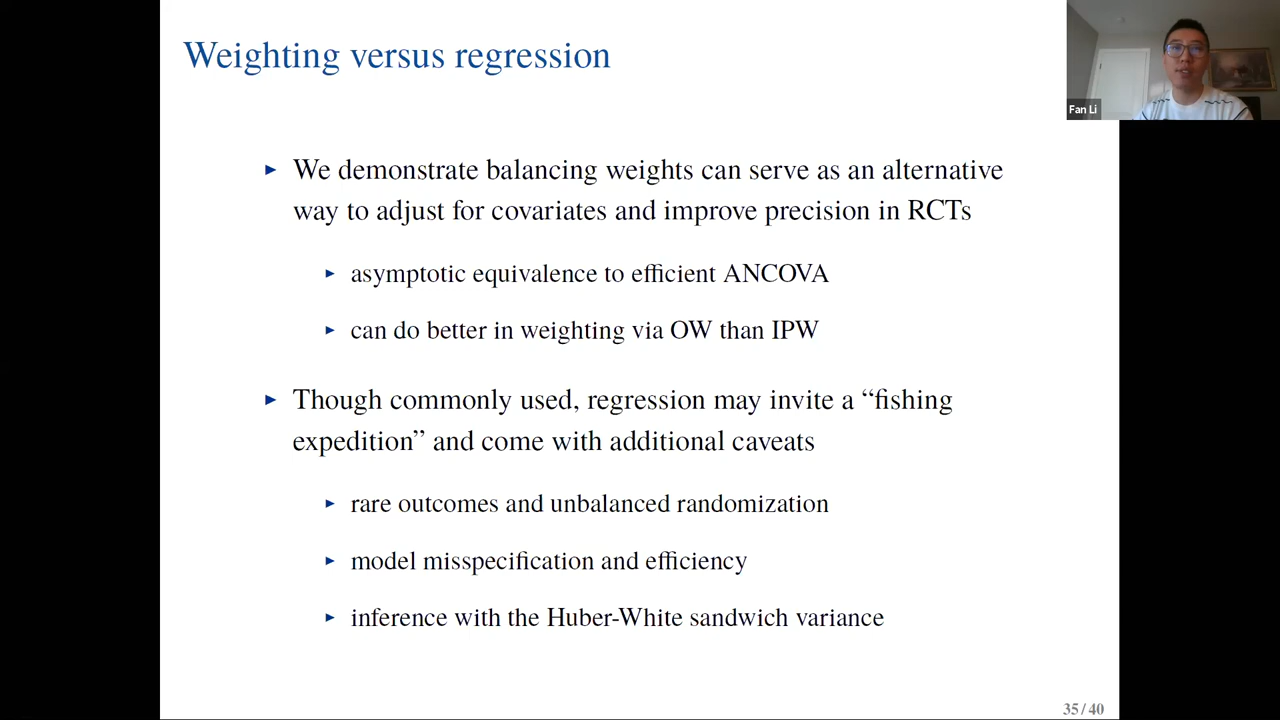 Weighting versus regression
Fan Li
We demonstrate balancing weights can serve as an alternative
way to adjust for covariates and improve precision in RCTs
asymptotic equivalence to efficient ANCOVA
can do better in weighting via OW than IPW
Though commonly used, regression may invite a “fishing
expedition” and come with additional caveats
rare outcomes and unbalanced randomization
model misspecification and efficiency
inference with the Huber-White sandwich variance
35 / 40